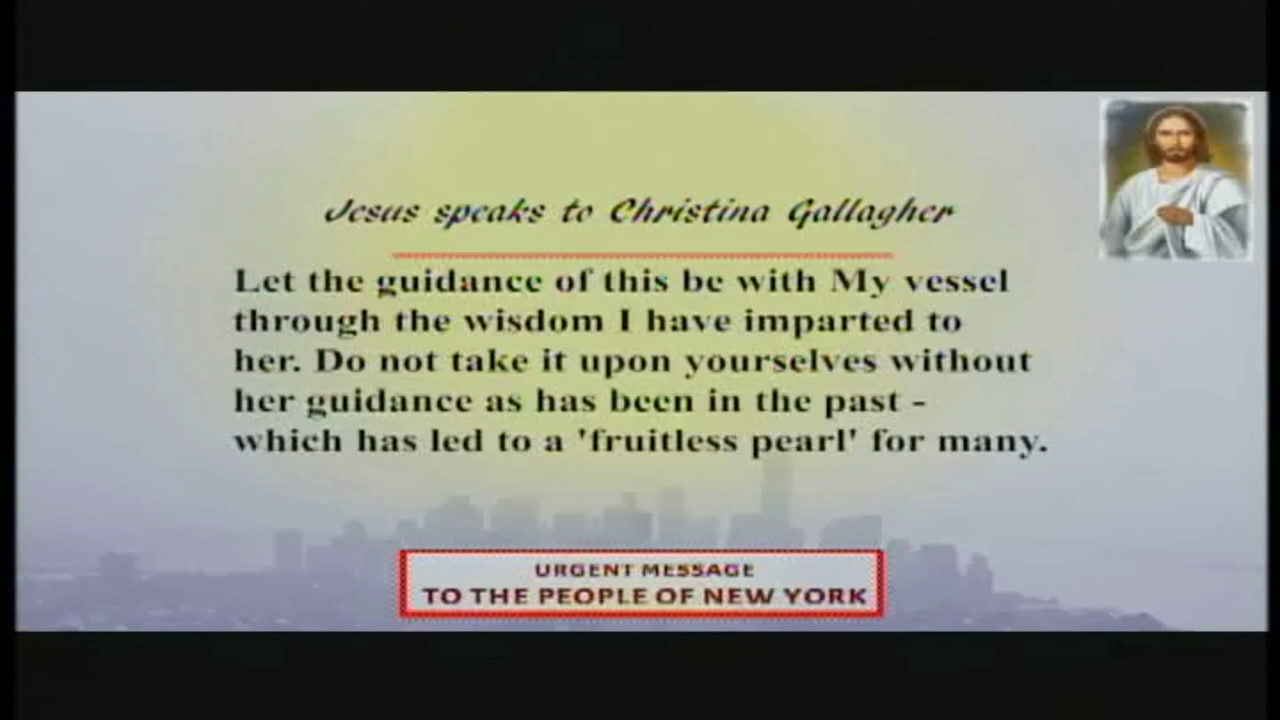 Jesus speaks to Christina Gallagher
Let the guidance of this be with My vessel
through the wisdom I have imparted to
her. Do not take it upon yourselves without
her guidance as has been in the past -
which has led to a 'fruitless pearl' for many.
URGENT MESSAGE
TO THE PEOPLE OF NEW YORK